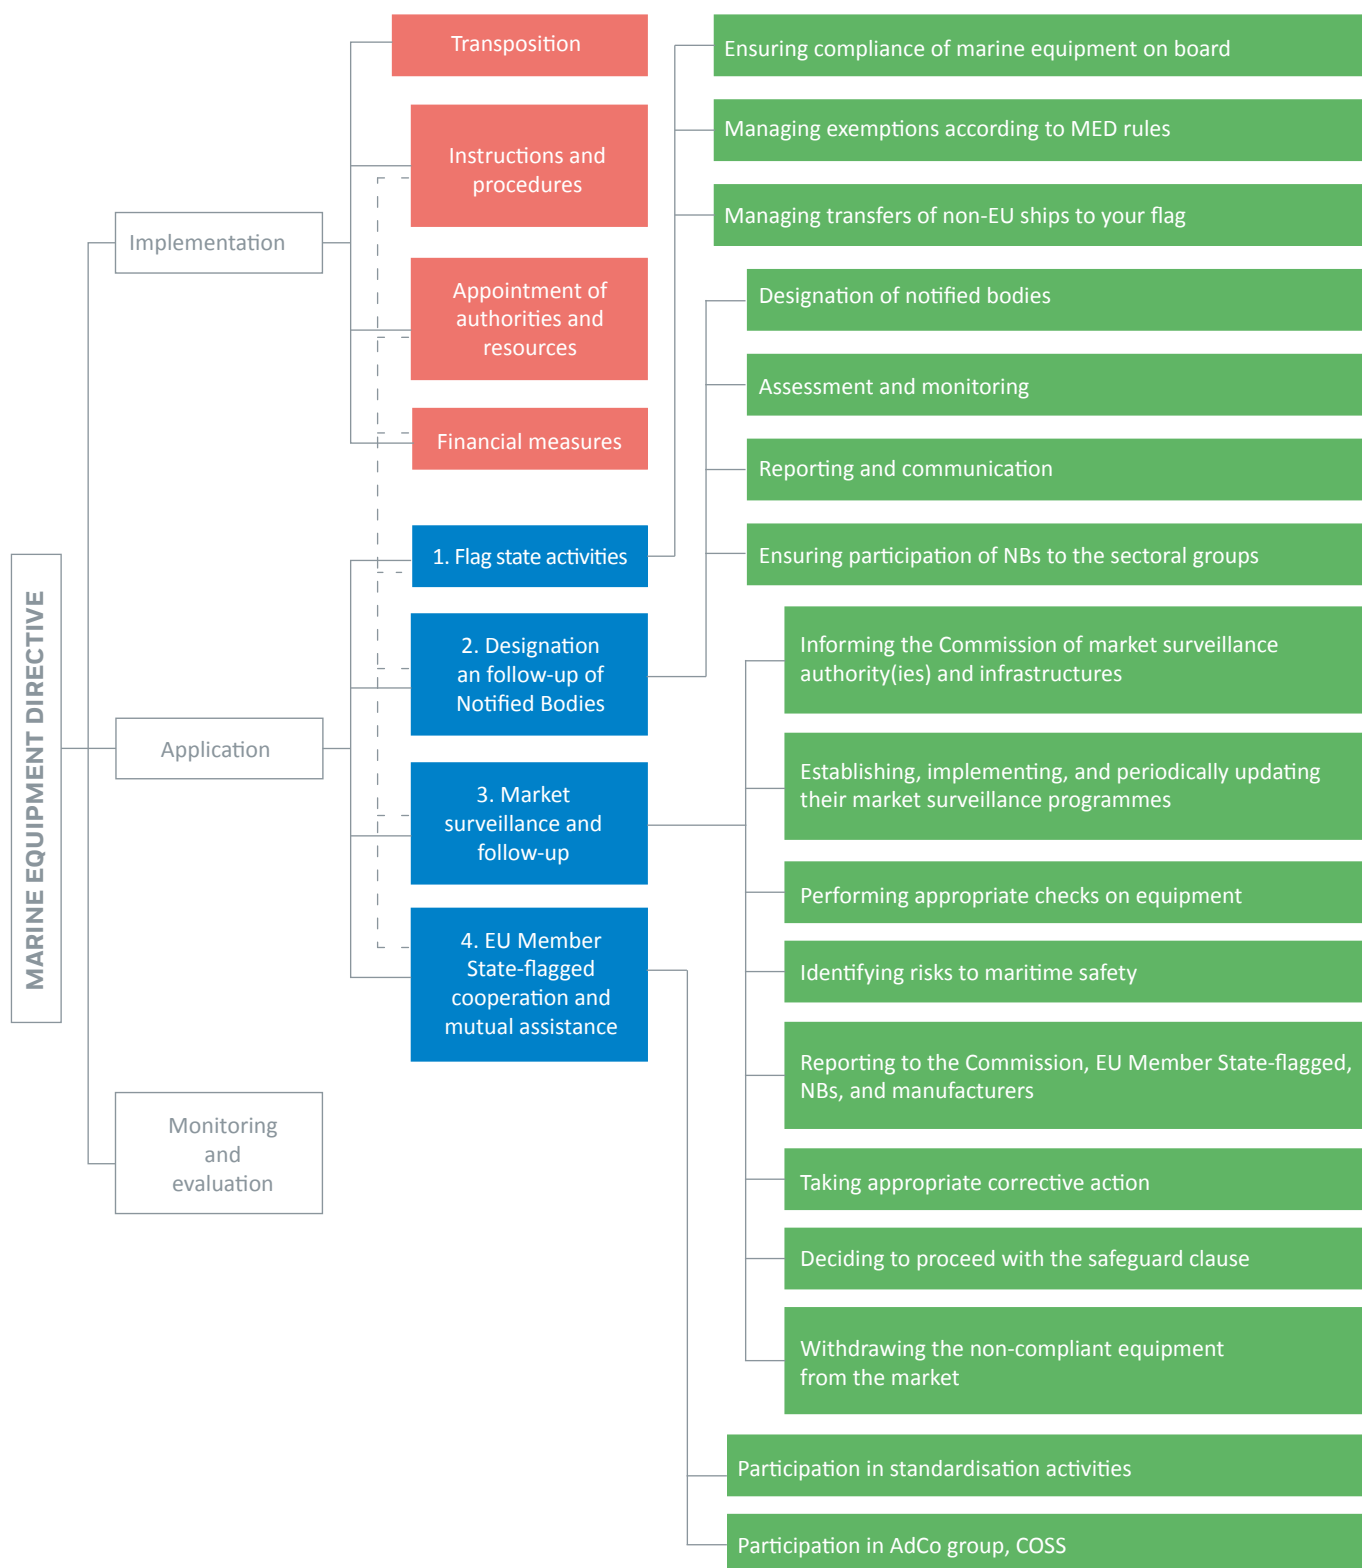 MARINE EQUIPMENT DIRECTIVE
Implementation
Transposition
Instructions and
procedures
Appointment of
authorities and
resources
Financial measures
Application
1. Flag state activities
Ensuring compliance of marine equipment on board
Managing exemptions according to MED rules
Managing transfers of non-EU ships to your flag
2. Designation
an follow-up of
Notified Bodies
Designation of notified bodies
Assessment and monitoring
Reporting and communication
Ensuring participation of NBs to the sectoral groups
3. Market
surveillance and
follow-up
Informing the Commission of market surveillance
authority(ies) and infrastructures
Establishing, implementing, and periodically updating
their market surveillance programmes
Performing appropriate checks on equipment
Identifying risks to maritime safety
Reporting to the Commission, EU Member State-flagged,
NBs, and manufacturers
Taking appropriate corrective action
Deciding to proceed with the safeguard clause
Withdrawing the non-compliant equipment
from the market
4. EU Member
State-flagged
cooperation and
mutual assistance
Participation in standardisation activities
Participation in AdCo group, COSS
Monitoring
and
evaluation